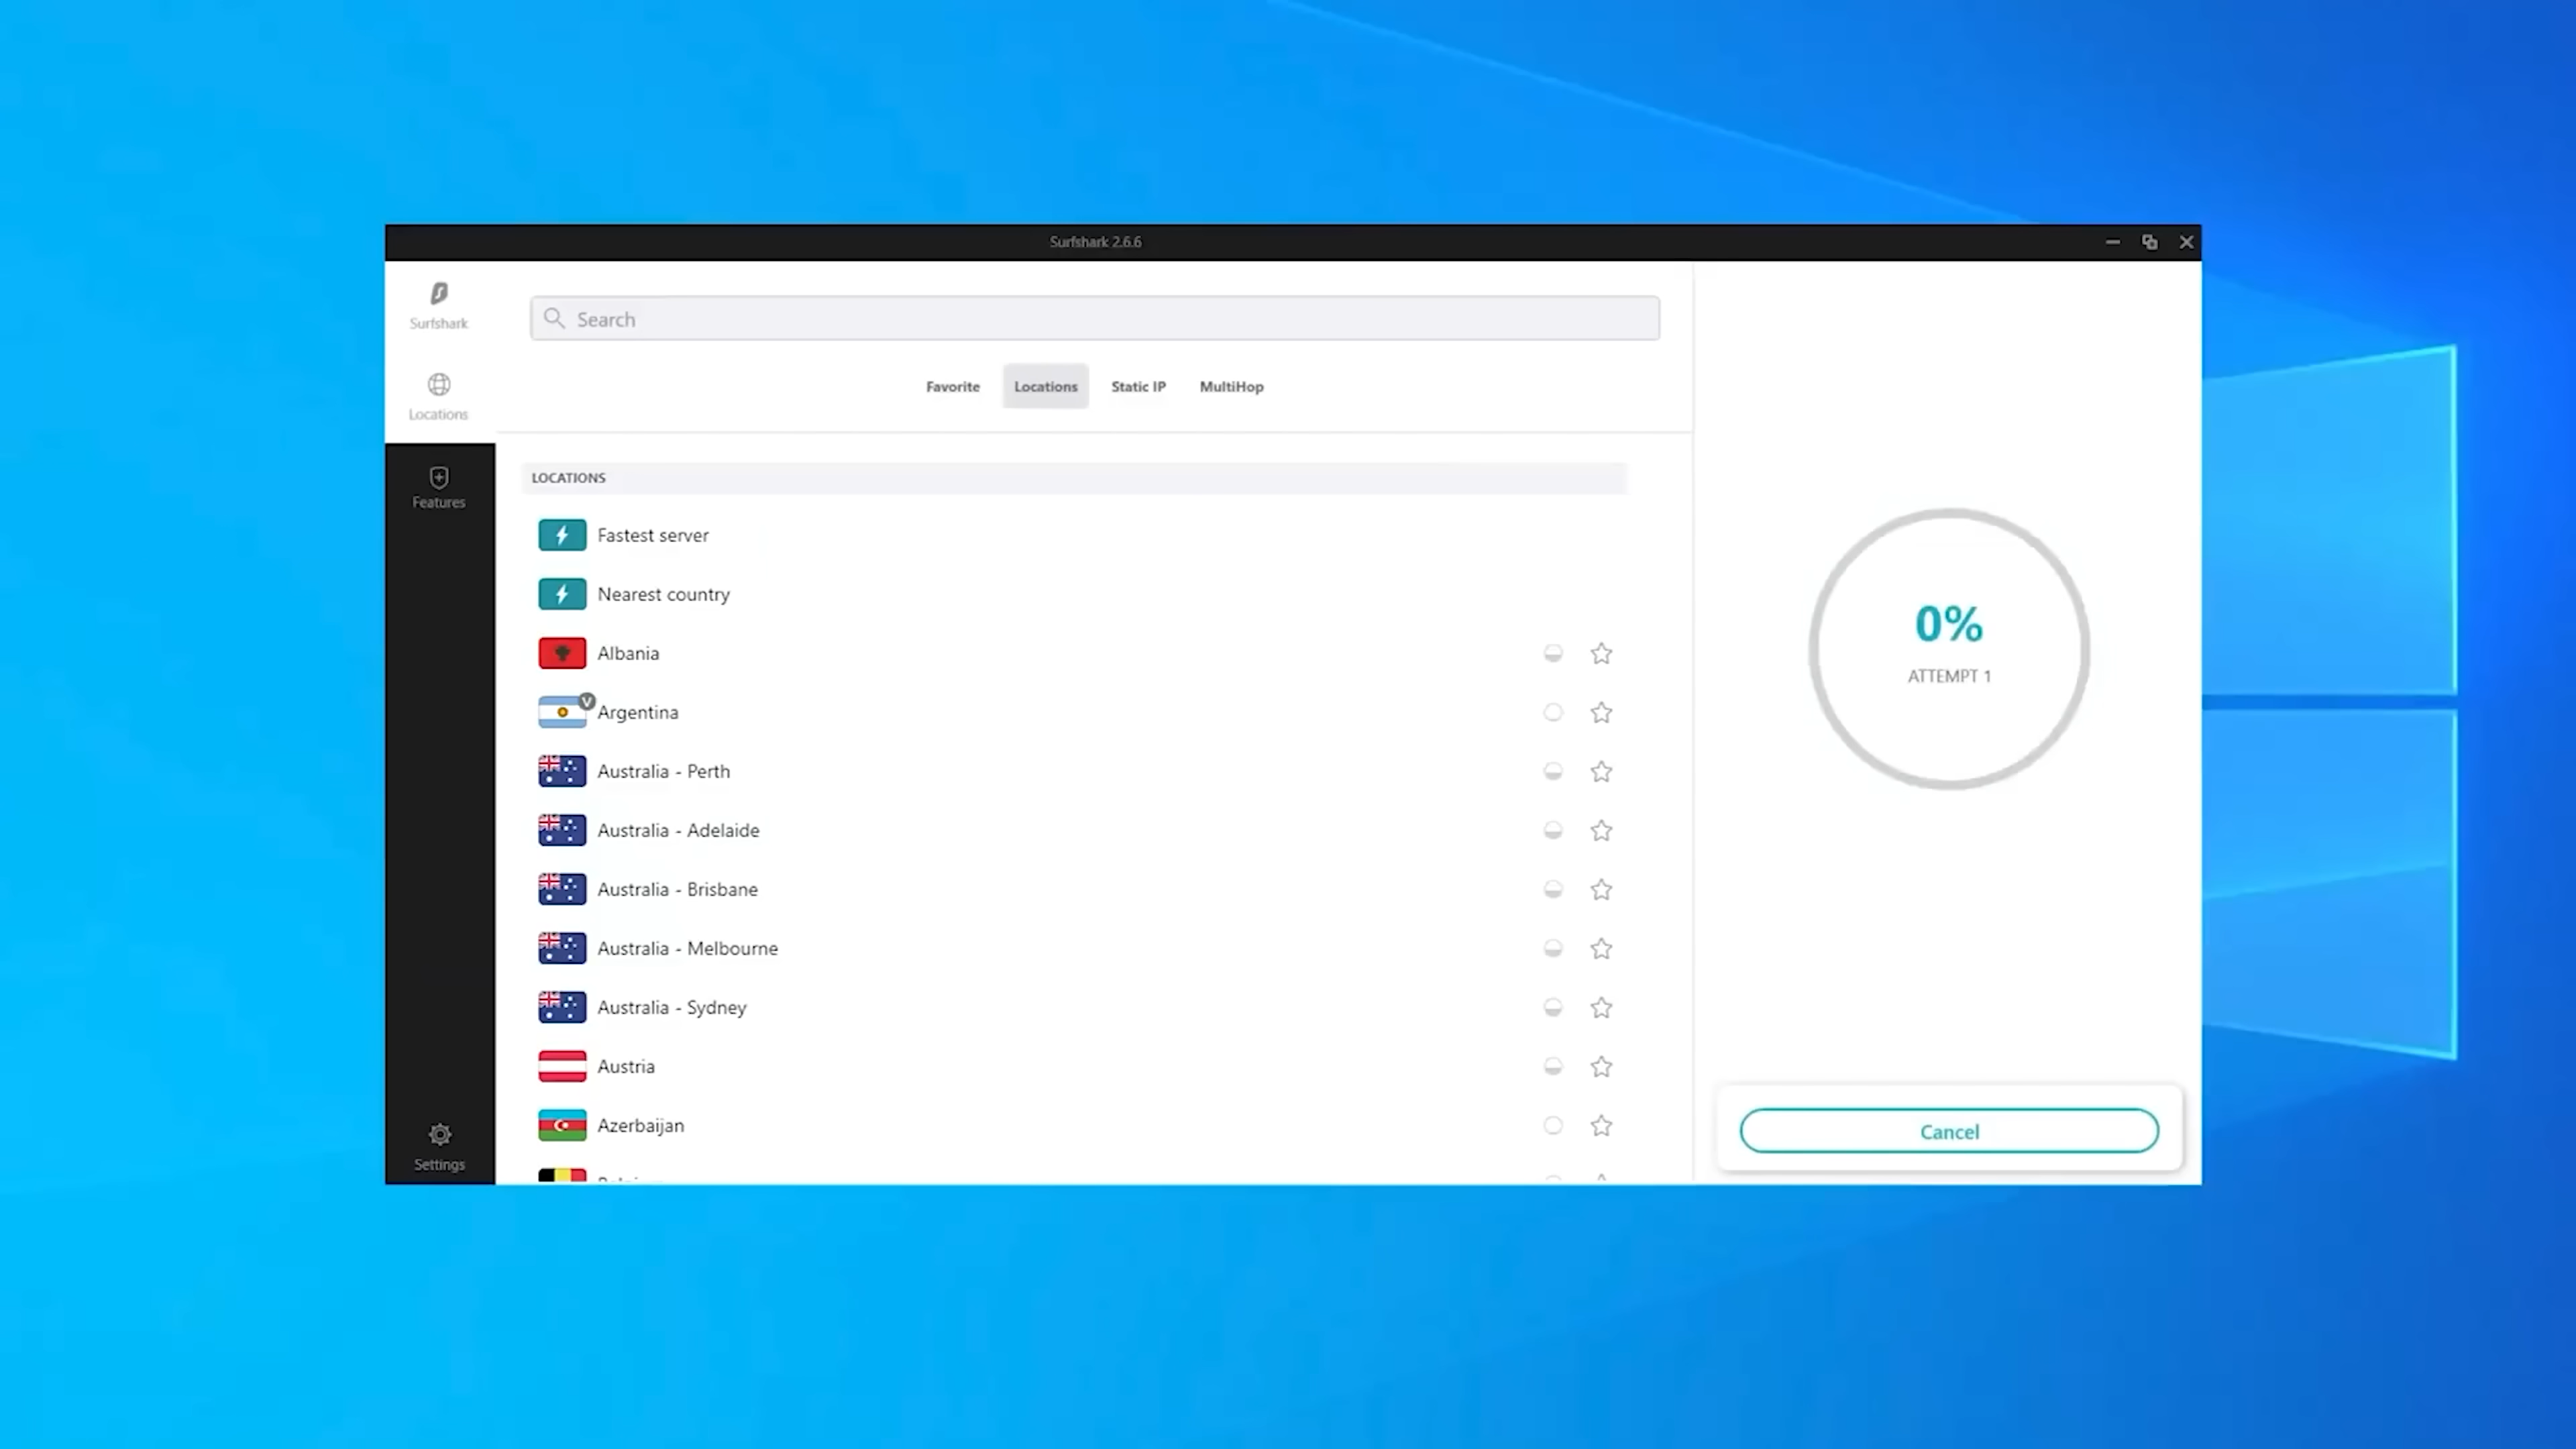 Surfshark 2.6.6
Surfshark
Locations
Features
Settings
Search
Favorite Locations Static IP MultiHop
LOCATIONS
Fastest server
Nearest country
Albania
V
Argentina
Australia - Perth
Australia - Adelaide
Australia - Brisbane
Australia - Melbourne
Australia - Sydney
Austria
Azerbaijan
0%
ATTEMPT 1
Cancel